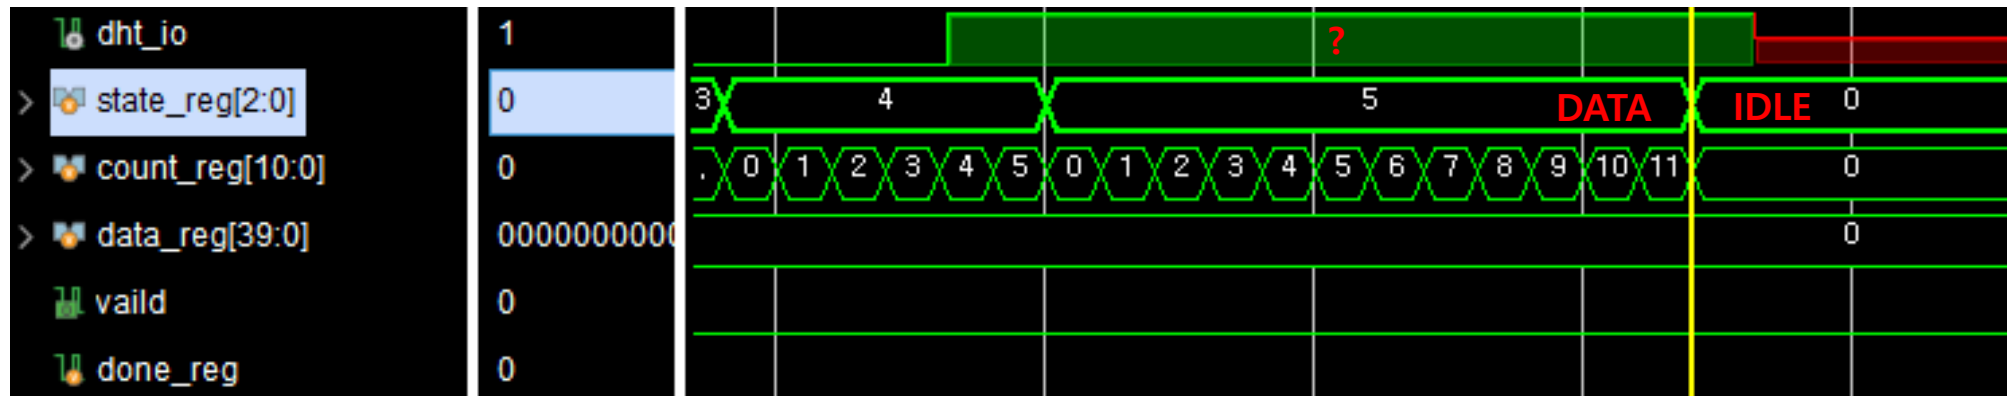 dht_io 1 ?
state_reg[2:0] 0 3 4 5 DATA IDLE 0
count_reg[10:0] 0 . 0 1 2 3 4 5 0 1 2 3 4 5 6 7 8 9 10 11 0
data_reg[39:0] 0000000000 0
vaild 0
done_reg 0